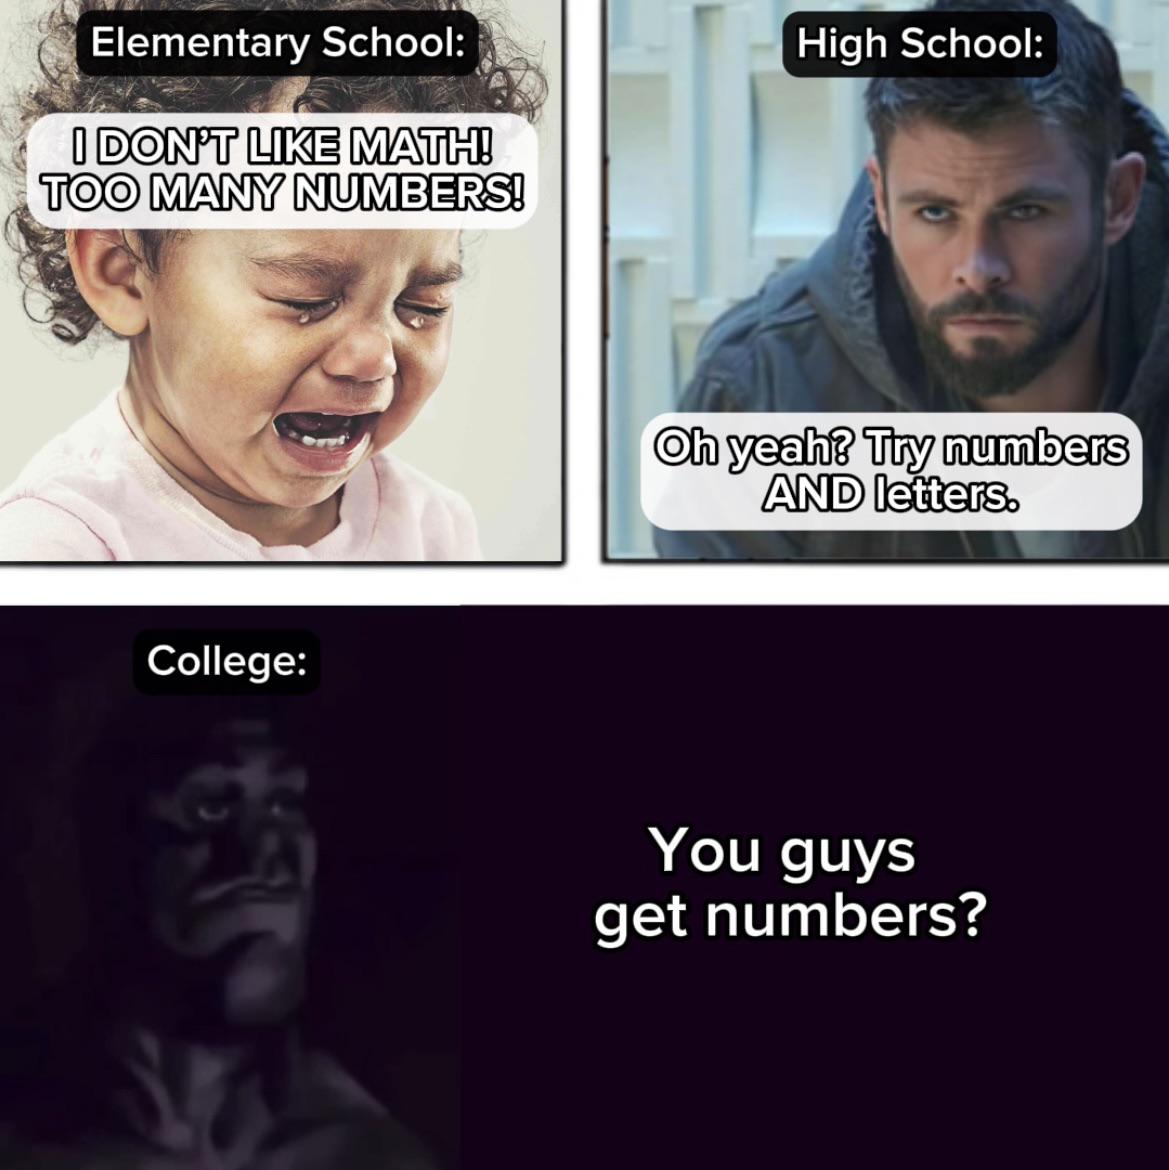 Elementary School:
I DON'T LIKE MATH!
TOO MANY NUMBERS!
High School:
Oh yeah? Try numbers
AND letters.
College:
You guys
get numbers?